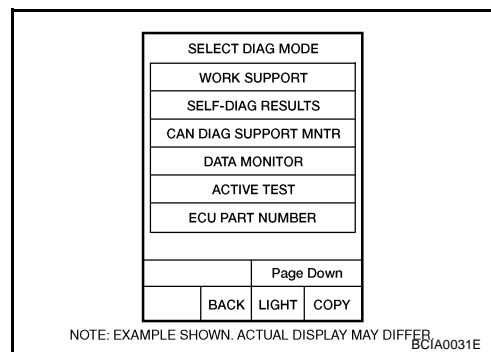 SELECT DIAG MODE
WORK SUPPORT
SELF-DIAG RESULTS
CAN DIAG SUPPORT MNTR
DATA MONITOR
ACTIVE TEST
ECU PART NUMBER
Page Down
BACK LIGHT COPY
NOTE: EXAMPLE SHOWN. ACTUAL DISPLAY MAY DIFFER
BCIA0031E